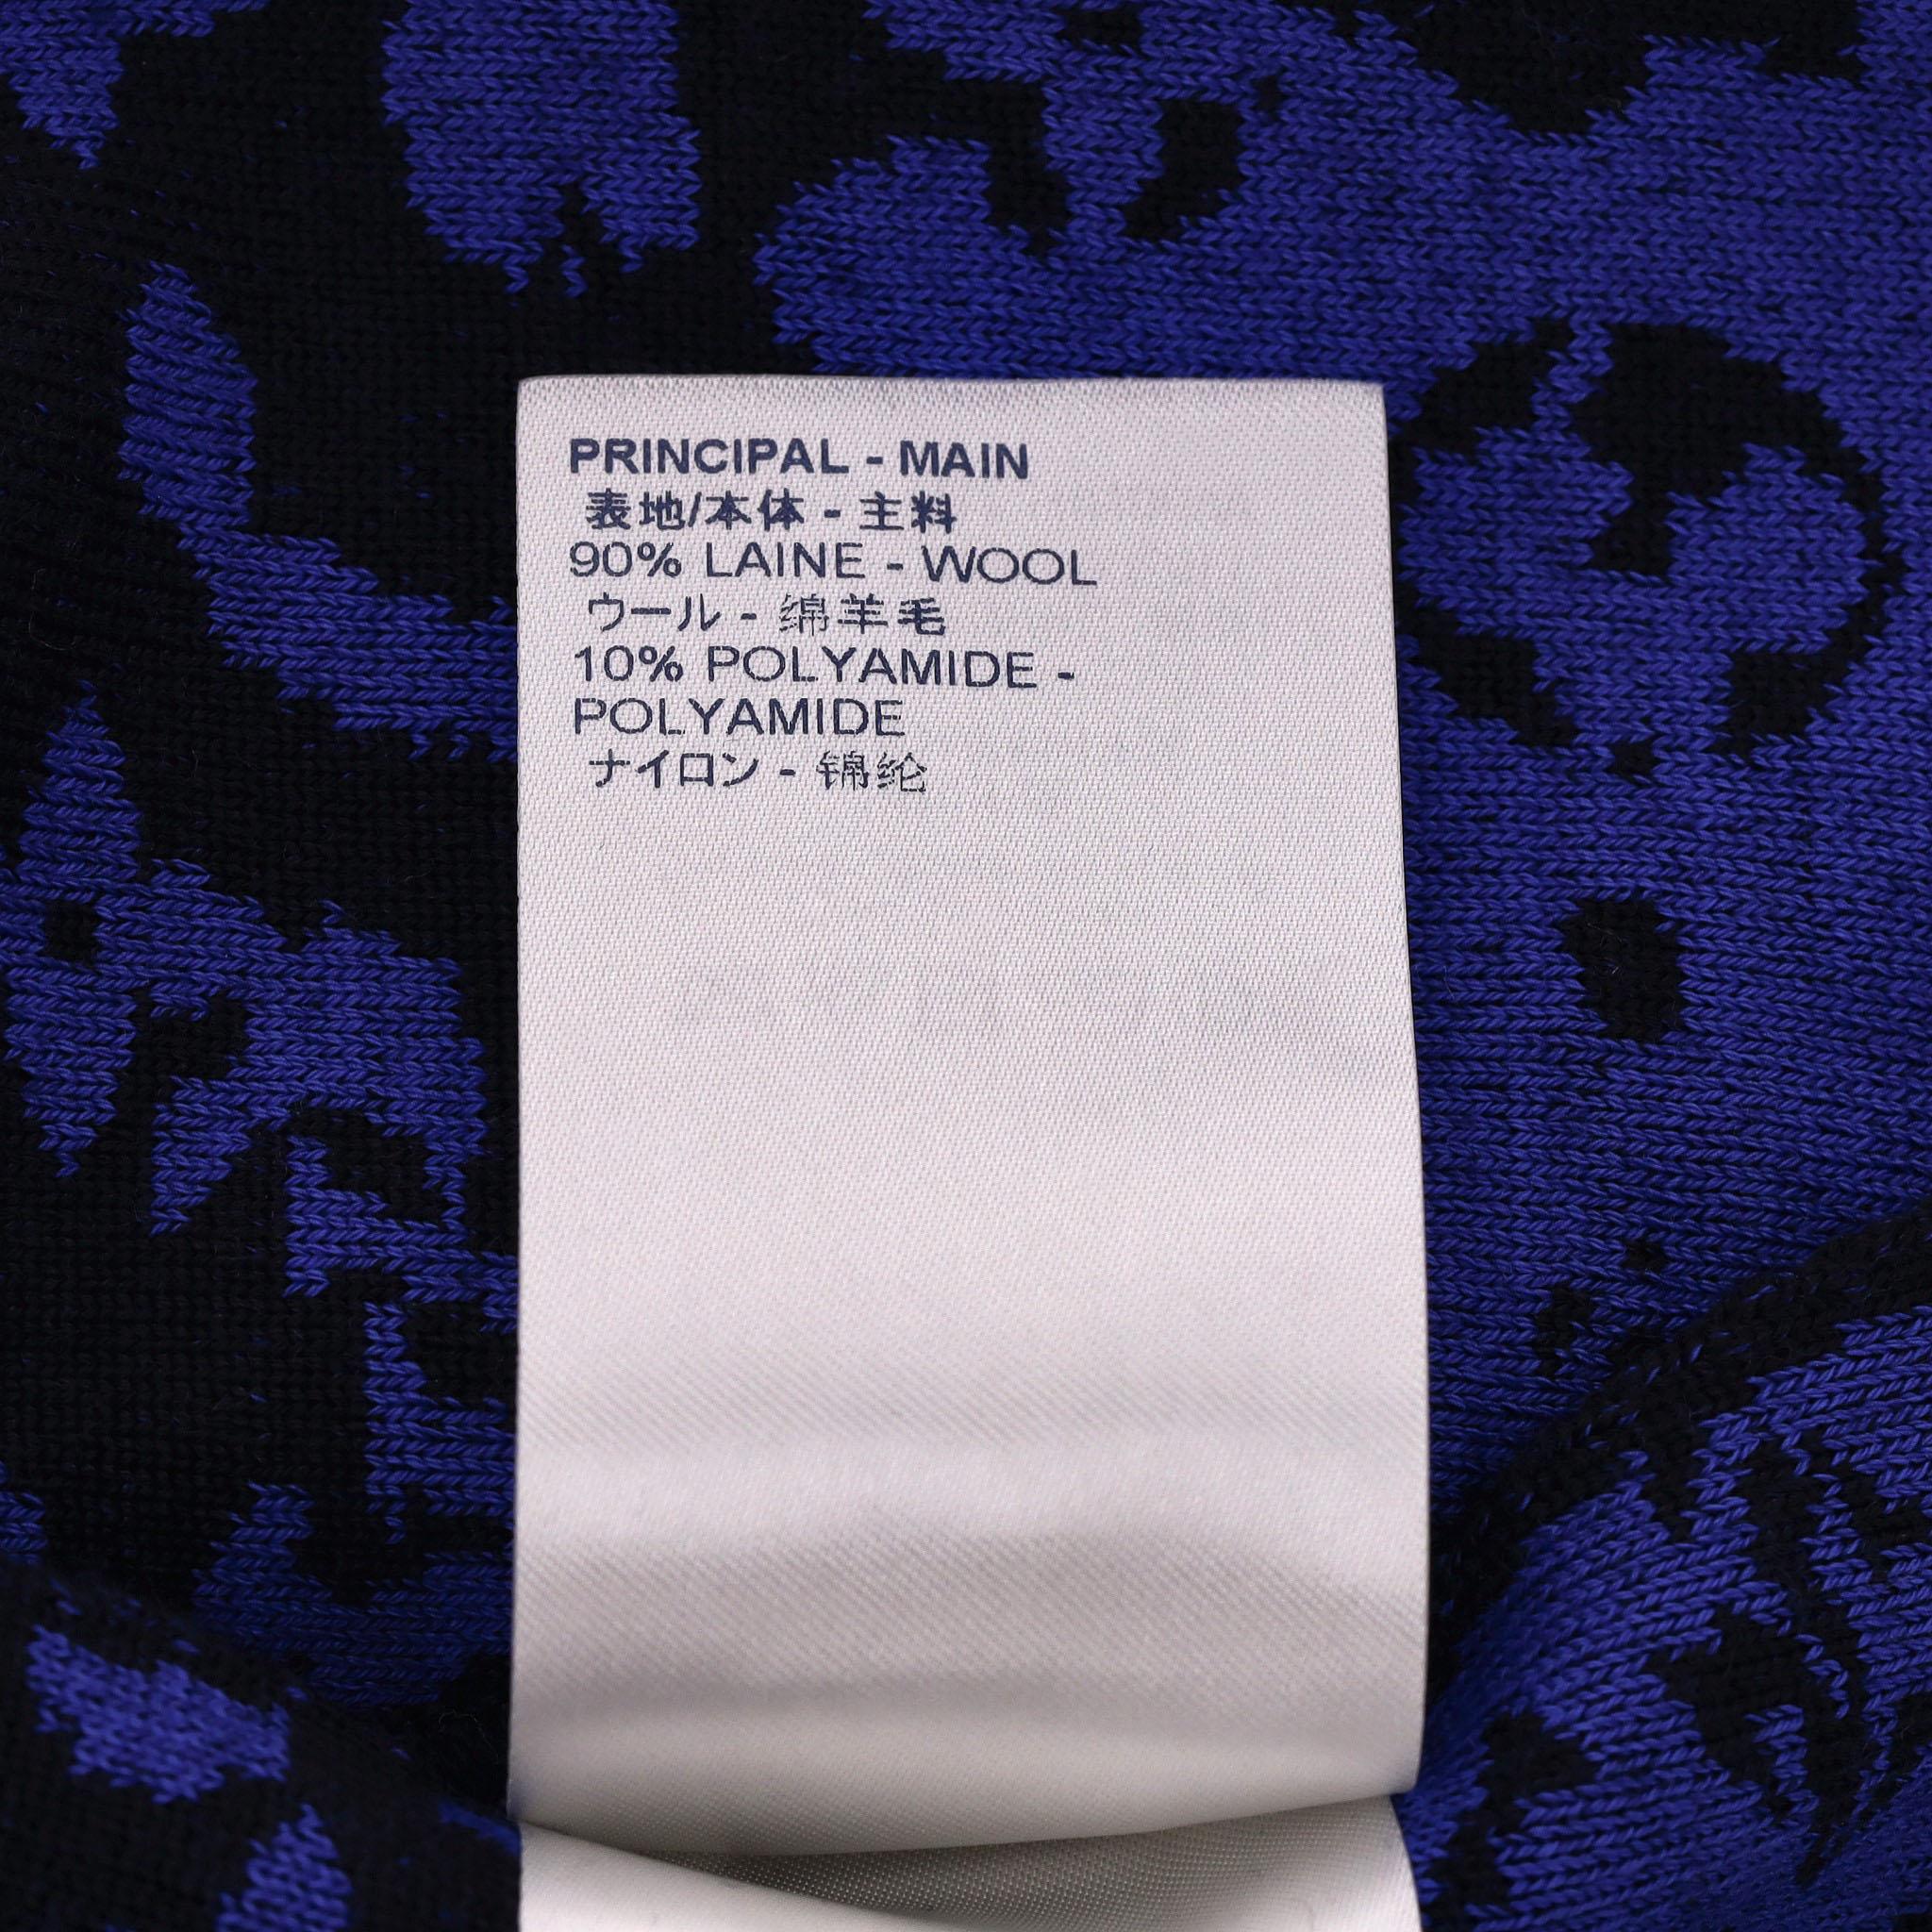 PRINCIPAL - MAIN
表地/本体 - 主料
90% LAINE - WOOL
ウール - 绵羊毛
10% POLYAMIDE -
POLYAMIDE
ナイロン - 锦纶